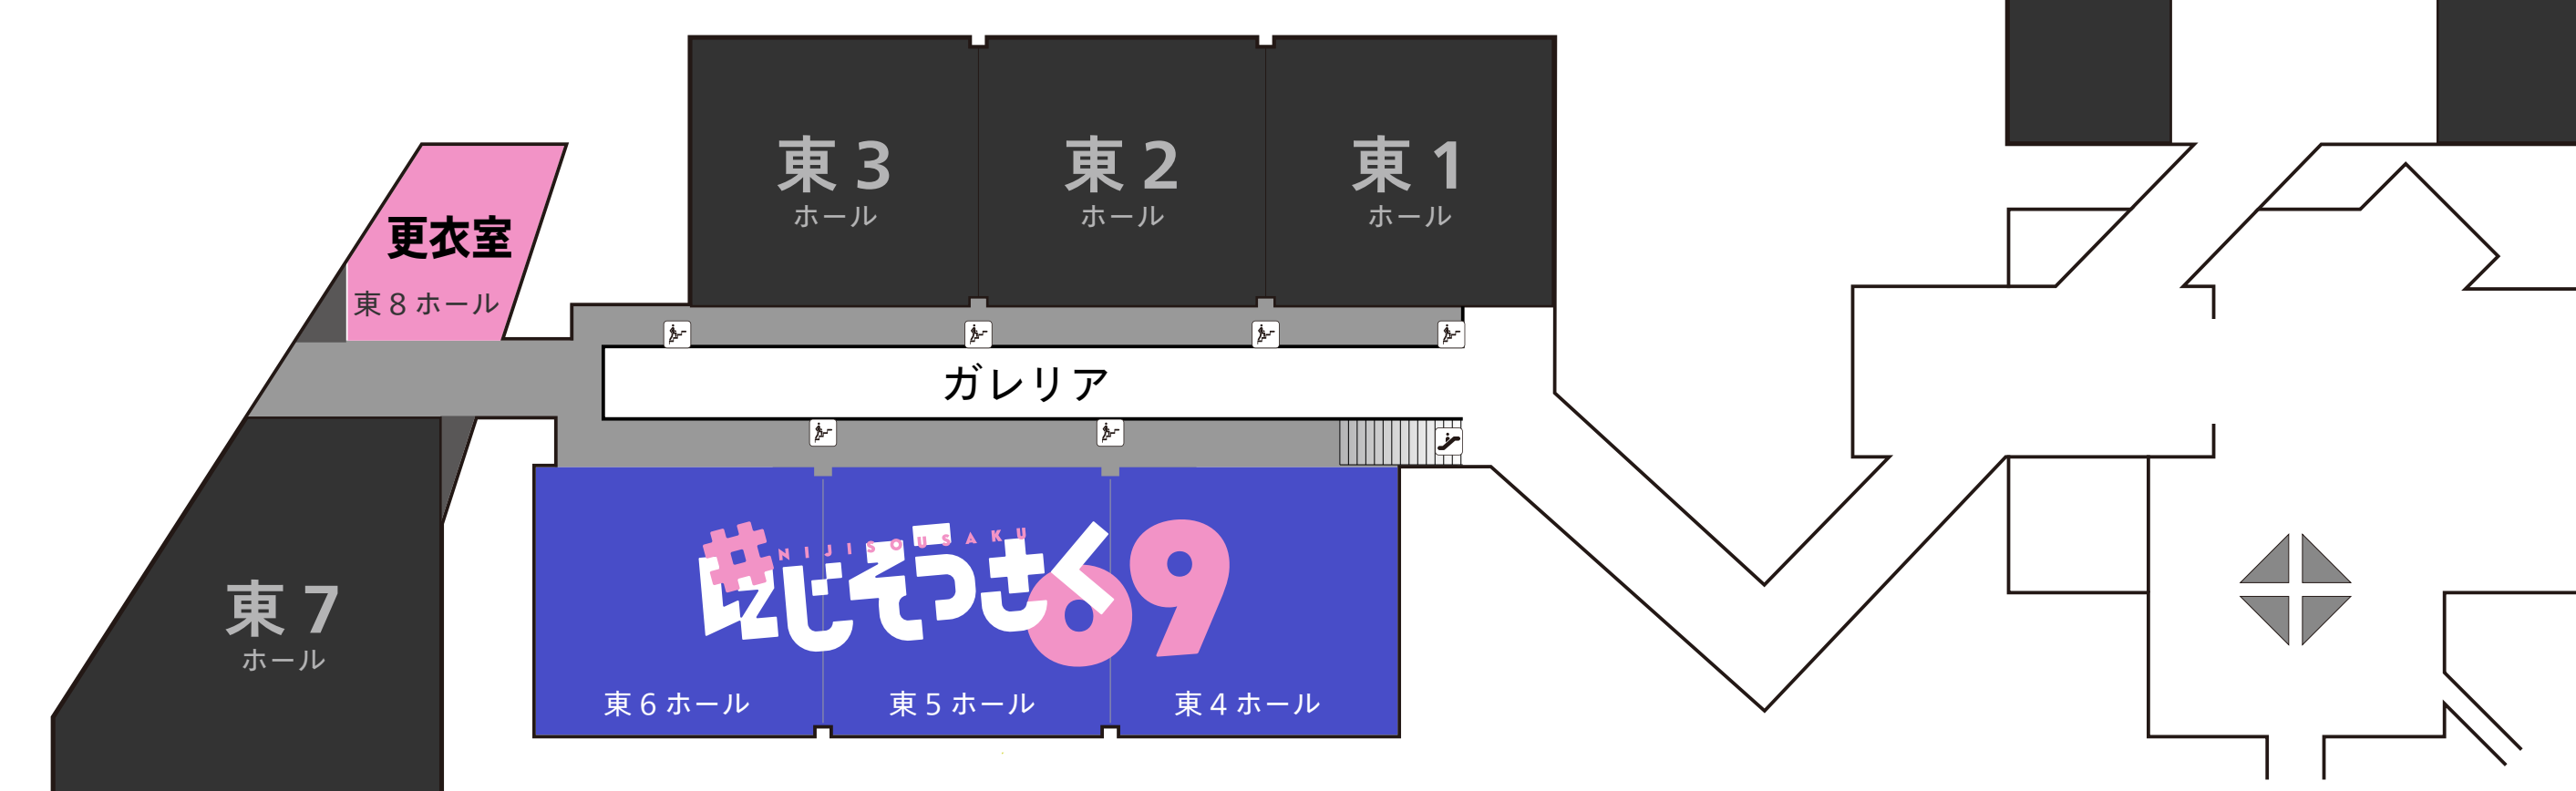 東3
ホール
東2
ホール
東1
ホール
更衣室
東8ホール
ガレリア
NIJISOUSAKU
#にじそうさく69
東7
ホール
東6ホール
東5ホール
東4ホール